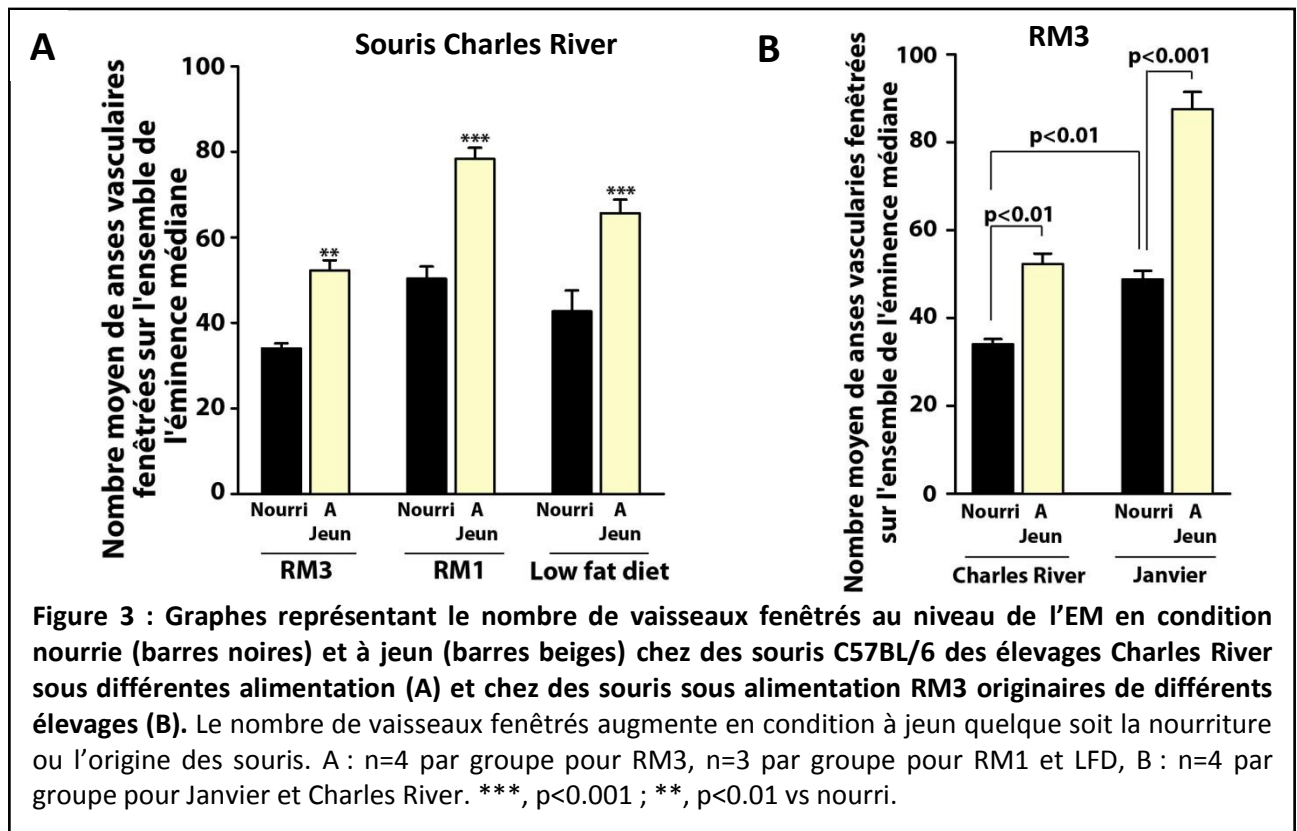 A
Souris Charles River
Nombre moyen de anses vasculaires
fenêtrées sur l'ensemble de
l'éminence médiane
100
80
60
40
20
0
**
***
***
Nourri A Nourri A Nourri A
Jeun Jeun Jeun
RM3 RM1 Low fat diet
B
RM3
Nombre moyen de anses vascularies fenêtrées
sur l'ensemble de l'éminence médiane
100
80
60
40
20
0
p<0.001
p<0.01
p<0.01
Nourri A Nourri A
Jeun Jeun
Charles River Janvier
Figure 3 : Graphes représentant le nombre de vaisseaux fenêtrés au niveau de l’EM en condition
nourrie (barres noires) et à jeun (barres beiges) chez des souris C57BL/6 des élevages Charles River
sous différentes alimentation (A) et chez des souris sous alimentation RM3 originaires de différents
élevages (B). Le nombre de vaisseaux fenêtrés augmente en condition à jeun quelque soit la nourriture
ou l’origine des souris. A : n=4 par groupe pour RM3, n=3 par groupe pour RM1 et LFD, B : n=4 par
groupe pour Janvier et Charles River. ***, p<0.001 ; **, p<0.01 vs nourri.